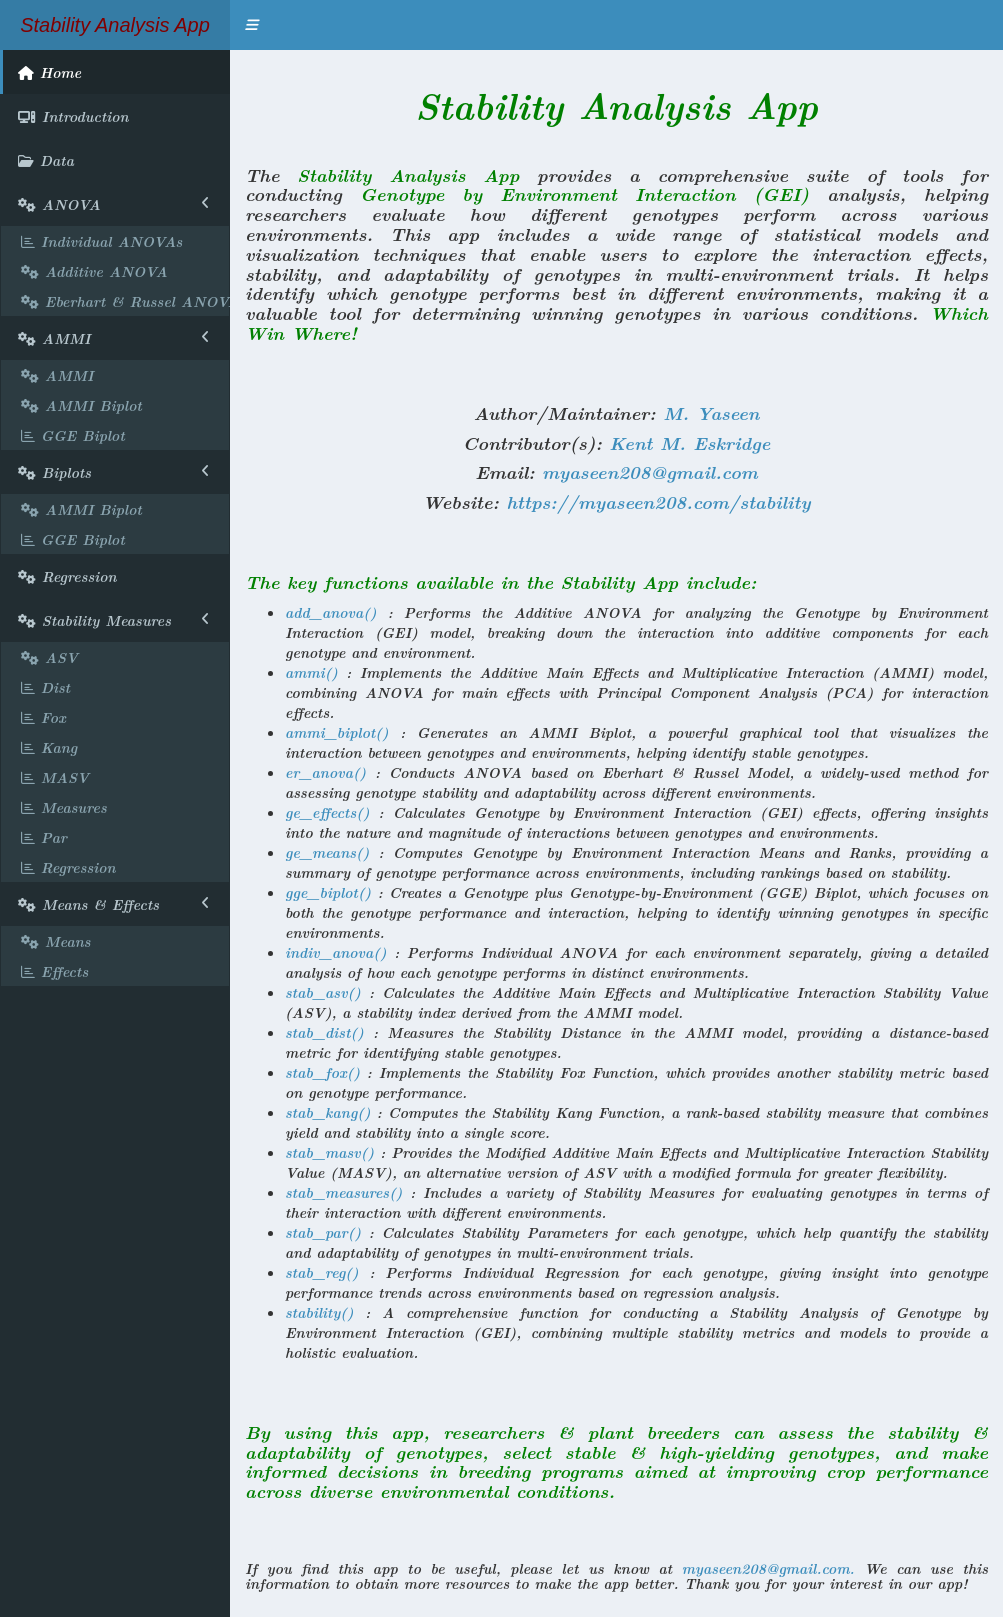 Stability Analysis App
Home
Introduction
Data
ANOVA
Individual ANOVAs
Additive ANOVA
Eberhart & Russel ANOVA
AMMI
AMMI
AMMI Biplot
GGE Biplot
Biplots
AMMI Biplot
GGE Biplot
Regression
Stability Measures
ASV
Dist
Fox
Kang
MASV
Measures
Par
Regression
Means & Effects
Means
Effects
Stability Analysis App
The Stability Analysis App provides a comprehensive suite of tools for
conducting Genotype by Environment Interaction (GEI) analysis, helping
researchers evaluate how different genotypes perform across various
environments. This app includes a wide range of statistical models and
visualization techniques that enable users to explore the interaction effects,
stability, and adaptability of genotypes in multi-environment trials. It helps
identify which genotype performs best in different environments, making it a
valuable tool for determining winning genotypes in various conditions. Which
Win Where!
Author/Maintainer: M. Yaseen
Contributor(s): Kent M. Eskridge
Email: myaseen208@gmail.com
Website: https://myaseen208.com/stability
The key functions available in the Stability App include:
add_anova() : Performs the Additive ANOVA for analyzing the Genotype by Environment
Interaction (GEI) model, breaking down the interaction into additive components for each
genotype and environment.
ammi() : Implements the Additive Main Effects and Multiplicative Interaction (AMMI) model,
combining ANOVA for main effects with Principal Component Analysis (PCA) for interaction
effects.
ammi_biplot() : Generates an AMMI Biplot, a powerful graphical tool that visualizes the
interaction between genotypes and environments, helping identify stable genotypes.
er_anova() : Conducts ANOVA based on Eberhart & Russel Model, a widely-used method for
assessing genotype stability and adaptability across different environments.
ge_effects() : Calculates Genotype by Environment Interaction (GEI) effects, offering insights
into the nature and magnitude of interactions between genotypes and environments.
ge_means() : Computes Genotype by Environment Interaction Means and Ranks, providing a
summary of genotype performance across environments, including rankings based on stability.
gge_biplot() : Creates a Genotype plus Genotype-by-Environment (GGE) Biplot, which focuses on
both the genotype performance and interaction, helping to identify winning genotypes in specific
environments.
indiv_anova() : Performs Individual ANOVA for each environment separately, giving a detailed
analysis of how each genotype performs in distinct environments.
stab_asv() : Calculates the Additive Main Effects and Multiplicative Interaction Stability Value
(ASV), a stability index derived from the AMMI model.
stab_dist() : Measures the Stability Distance in the AMMI model, providing a distance-based
metric for identifying stable genotypes.
stab_fox() : Implements the Stability Fox Function, which provides another stability metric based
on genotype performance.
stab_kang() : Computes the Stability Kang Function, a rank-based stability measure that combines
yield and stability into a single score.
stab_masv() : Provides the Modified Additive Main Effects and Multiplicative Interaction Stability
Value (MASV), an alternative version of ASV with a modified formula for greater flexibility.
stab_measures() : Includes a variety of Stability Measures for evaluating genotypes in terms of
their interaction with different environments.
stab_par() : Calculates Stability Parameters for each genotype, which help quantify the stability
and adaptability of genotypes in multi-environment trials.
stab_reg() : Performs Individual Regression for each genotype, giving insight into genotype
performance trends across environments based on regression analysis.
stability() : A comprehensive function for conducting a Stability Analysis of Genotype by
Environment Interaction (GEI), combining multiple stability metrics and models to provide a
holistic evaluation.
By using this app, researchers & plant breeders can assess the stability &
adaptability of genotypes, select stable & high-yielding genotypes, and make
informed decisions in breeding programs aimed at improving crop performance
across diverse environmental conditions.
If you find this app to be useful, please let us know at myaseen208@gmail.com. We can use this
information to obtain more resources to make the app better. Thank you for your interest in our app!